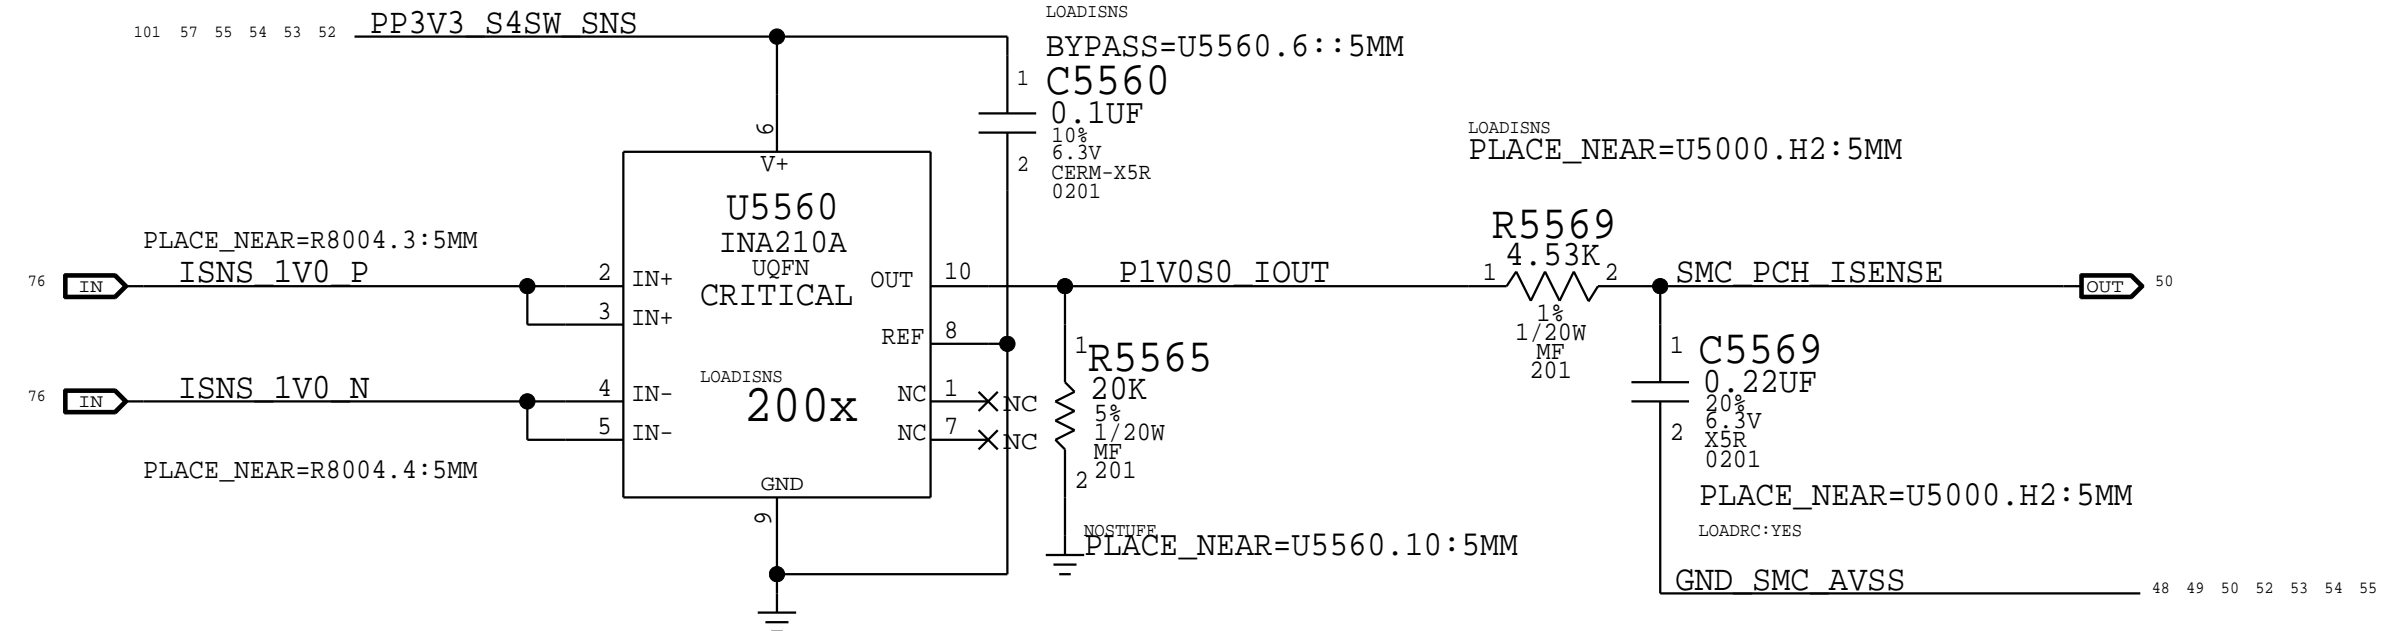 LOADISNS
101 57 55 54 53 52 PP3V3_S4SW_SNS
BYPASS=U5560.6::5MM
1 C5560
0.1UF
10%
6.3V
2 CERM-X5R
0201
6
V+
U5560
INA210A
UQFN
CRITICAL
LOADISNS
200x
GND
9
PLACE_NEAR=R8004.3:5MM
76 IN ISNS_1V0_P 2 IN+
3 IN+
76 IN ISNS_1V0_N 4 IN-
5 IN-
PLACE_NEAR=R8004.4:5MM
OUT 10 P1V0S0_IOUT
REF 8
NC 1 NC
NC 7 NC
1 R5565
20K
5%
1/20W
MF
2 201
NOSTUFF
PLACE_NEAR=U5560.10:5MM
LOADISNS
PLACE_NEAR=U5000.H2:5MM
R5569
4.53K
1 2
1%
1/20W
MF
201
SMC_PCH_ISENSE OUT 50
1 C5569
0.22UF
20%
6.3V
2 X5R
0201
PLACE_NEAR=U5000.H2:5MM
LOADRC:YES
GND_SMC_AVSS 48 49 50 52 53 54 55